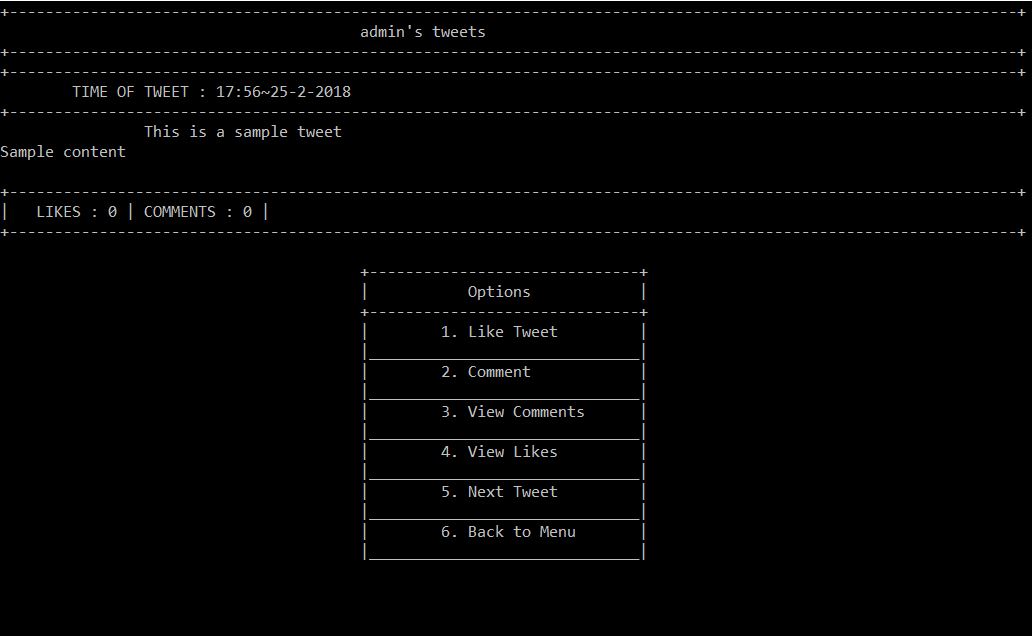 admin's tweets
TIME OF TWEET : 17:56~25-2-2018
This is a sample tweet
Sample content
| LIKES : 0 | COMMENTS : 0 |
Options
1. Like Tweet
2. Comment
3. View Comments
4. View Likes
5. Next Tweet
6. Back to Menu